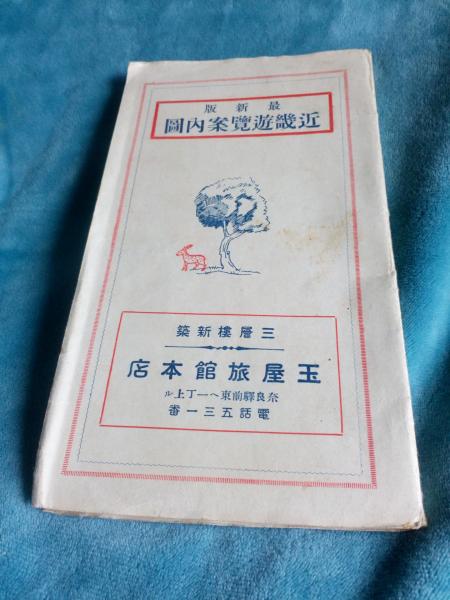 最新版
近畿遊覽案內圖
三層樓新築
玉屋旅館本店
奈良驛前東へ一丁上ル
電話五三一番